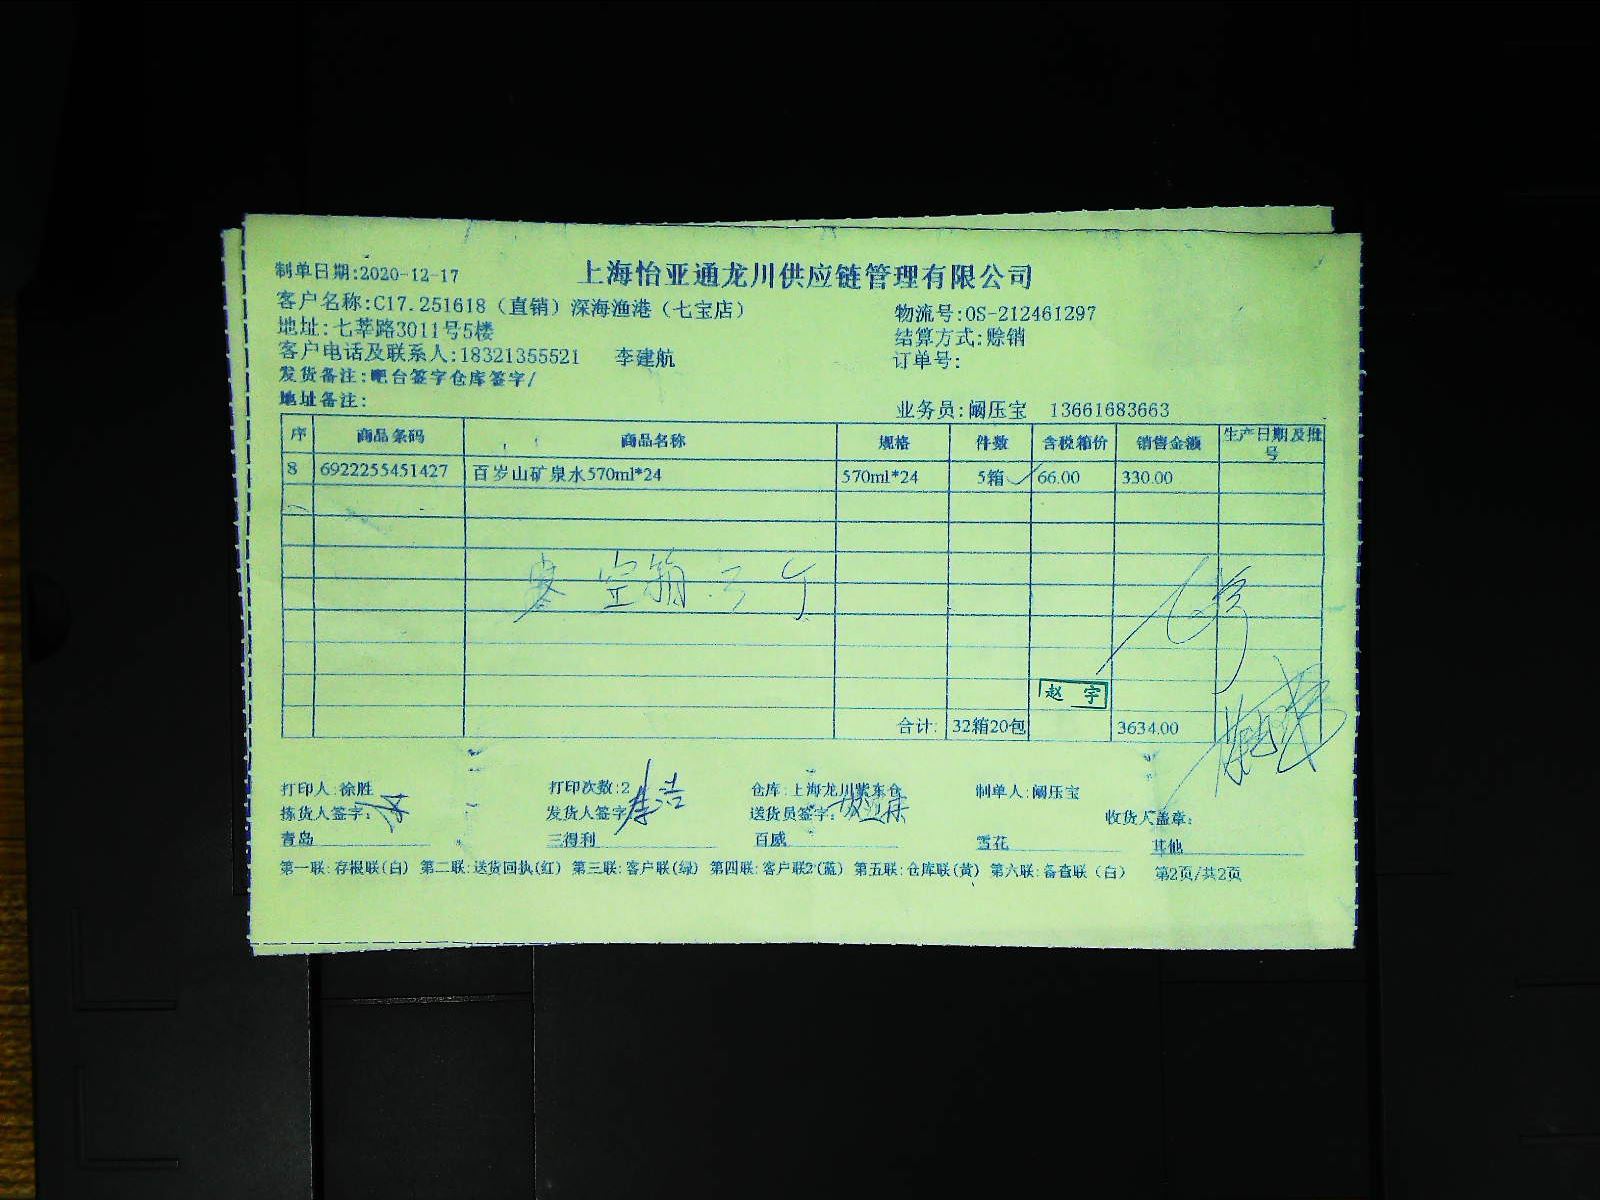 制单日期:2020-12-17
上海怡亚通龙川供应链管理有限公司
客户名称:C17.251618（直销）深海渔港（七宝店）
物流号:OS-212461297
地址:七莘路3011号5楼
结算方式:赊销
客户电话及联系人:18321355521 李建航
订单号:
发货备注:吧台签字仓库签字/
地址备注:
业务员:阚压宝 13661683663
序 商品条码 商品名称 规格 件数 含税箱价 销售金额 生产日期及批号
8 6922255451427 百岁山矿泉水570ml*24 570ml*24 5箱 66.00 330.00
空箱
赵宇
合计: 32箱20包 3634.00
打印人:徐胜 打印次数:2 仓库:上海龙川紫东仓 制单人:阚压宝
拣货人签字: 发货人签字 送货员签字: 收货人盖章:
青岛 三得利 百威 雪花 其他
第一联:存根联(白) 第二联:送货回执(红) 第三联:客户联(绿) 第四联:客户联2(蓝) 第五联:仓库联(黄) 第六联:备查联（白） 第2页/共2页